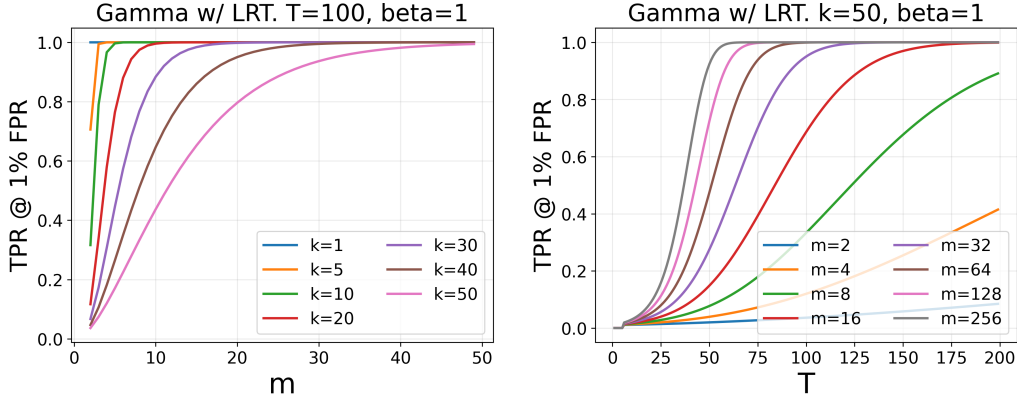 Gamma w/ LRT. T=100, beta=1
TPR @ 1% FPR
1.0
0.8
0.6
0.4
0.2
0.0
k=1
k=5
k=10
k=20
k=30
k=40
k=50
0 10 20 30 40 50
m
Gamma w/ LRT. k=50, beta=1
TPR @ 1% FPR
1.0
0.8
0.6
0.4
0.2
0.0
m=2
m=4
m=8
m=16
m=32
m=64
m=128
m=256
0 25 50 75 100 125 150 175 200
T